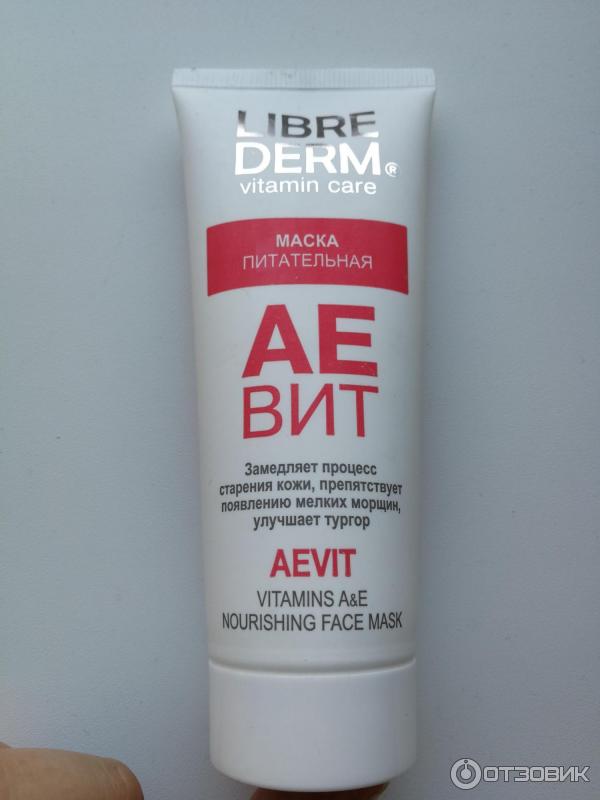 LIBRE
DERM®
vitamin care
МАСКА
ПИТАТЕЛЬНАЯ
АЕ
ВИТ
Замедляет процесс
старения кожи, препятствует
появлению мелких морщин,
улучшает тургор
AEVIT
VITAMINS A&E
NOURISHING FACE MASK
ОТЗОВИК